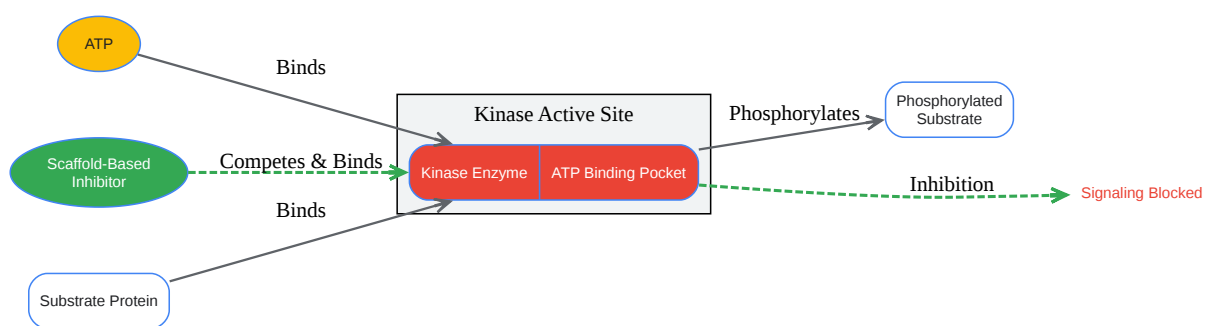 ATP
Binds
Scaffold-Based
Inhibitor
Competes & Binds
Binds
Substrate Protein
Kinase Active Site
Kinase Enzyme
ATP Binding Pocket
Phosphorylates
Phosphorylated
Substrate
Inhibition
Signaling Blocked